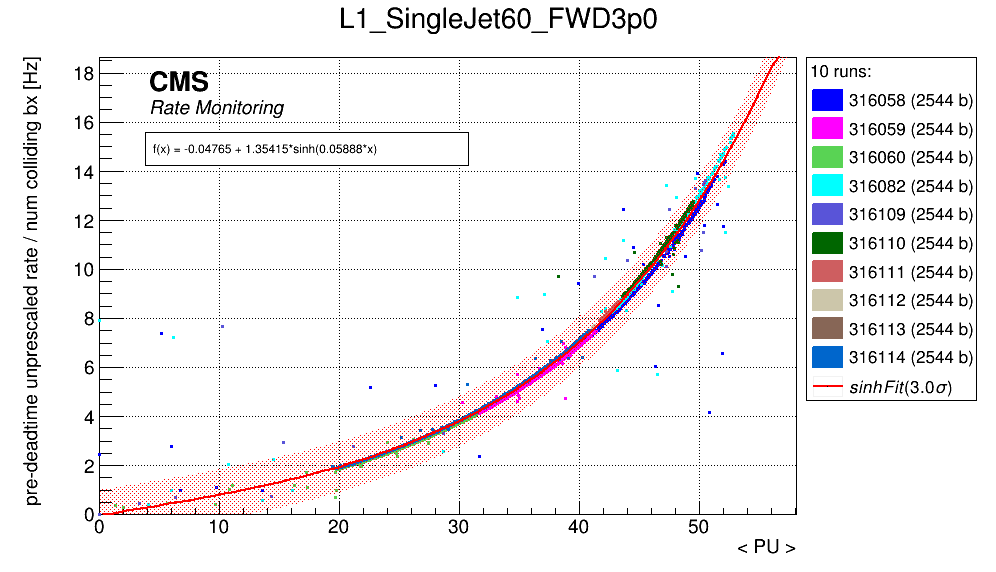 L1_SingleJet60_FWD3p0
pre-deadtime unprescaled rate / num colliding bx [Hz]
CMS
Rate Monitoring
f(x) = -0.04765 + 1.35415*sinh(0.05888*x)
18
16
14
12
10
8
6
4
2
0
0 10 20 30 40 50
< PU >
10 runs:
316058 (2544 b)
316059 (2544 b)
316060 (2544 b)
316082 (2544 b)
316109 (2544 b)
316110 (2544 b)
316111 (2544 b)
316112 (2544 b)
316113 (2544 b)
316114 (2544 b)
sinhFit(3.0σ)